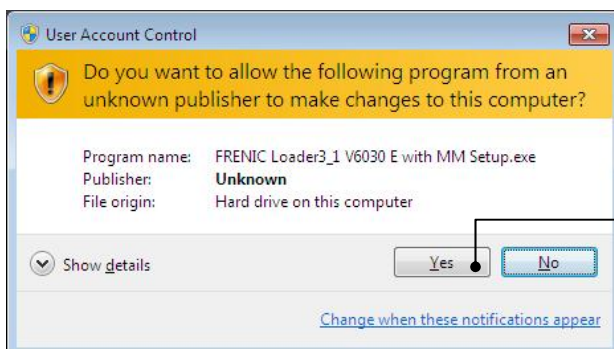 User Account Control
Do you want to allow the following program from an
unknown publisher to make changes to this computer?
Program name: FRENIC Loader3_1 V6030 E with MM Setup.exe
Publisher: Unknown
File origin: Hard drive on this computer
Show details
Yes
No
Change when these notifications appear